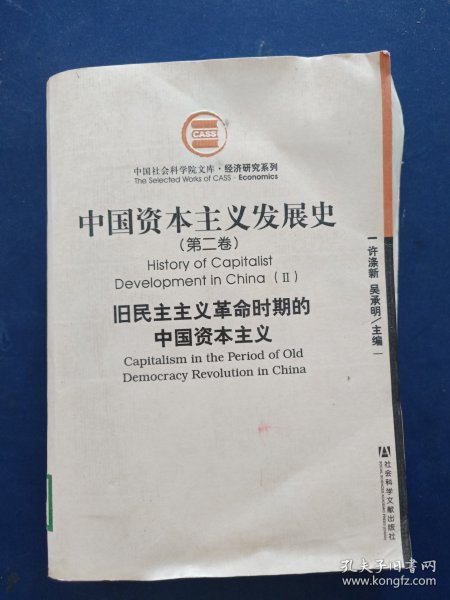 CASS
中国社会科学院文库·经济研究系列
The Selected Works of CASS · Economics
中国资本主义发展史
(第二卷)
History of Capitalist
Development in China (II)
旧民主主义革命时期的
中国资本主义
Capitalism in the Period of Old
Democracy Revolution in China
许涤新 吴承明/主编
社会科学文献出版社
孔夫子旧书网
www.kongfz.com